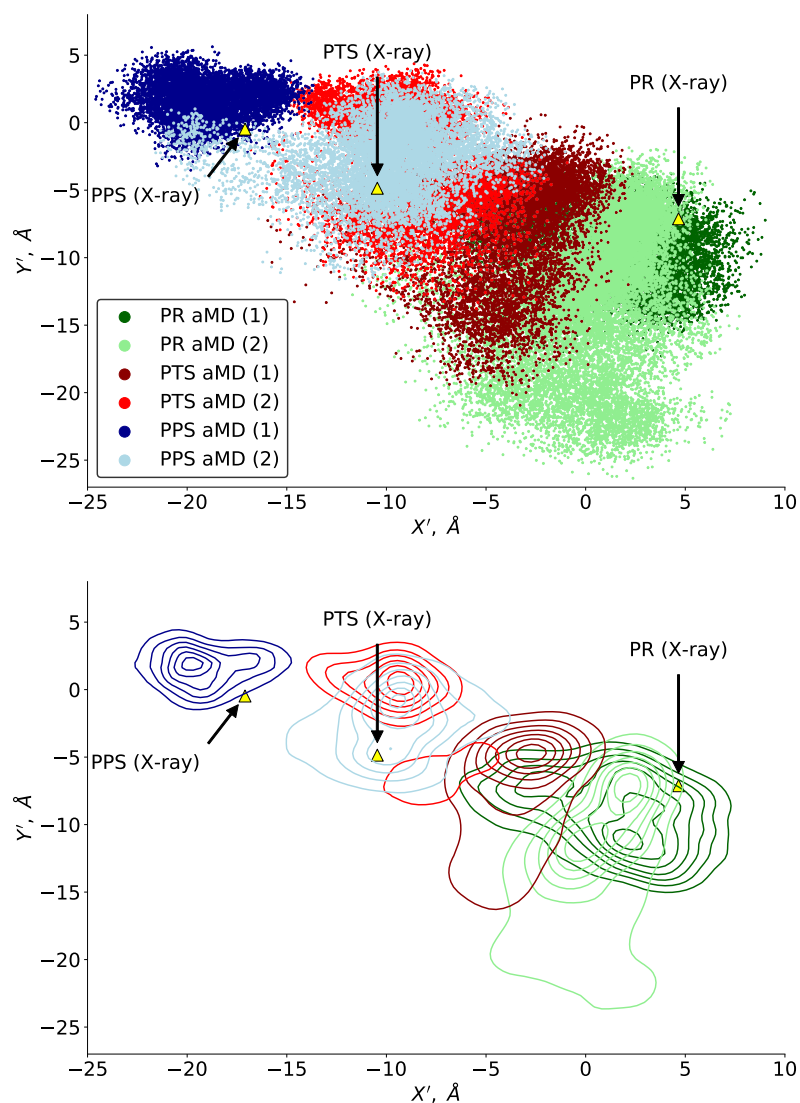 PTS (X-ray)
PR (X-ray)
PPS (X-ray)
5
0
−5
−10
−15
−20
−25
Y′, Å
PR aMD (1)
PR aMD (2)
PTS aMD (1)
PTS aMD (2)
PPS aMD (1)
PPS aMD (2)
−25 −20 −15 −10 −5 0 5 10
X′, Å
PTS (X-ray)
PR (X-ray)
PPS (X-ray)
5
0
−5
−10
−15
−20
−25
Y′, Å
−25 −20 −15 −10 −5 0 5 10
X′, Å